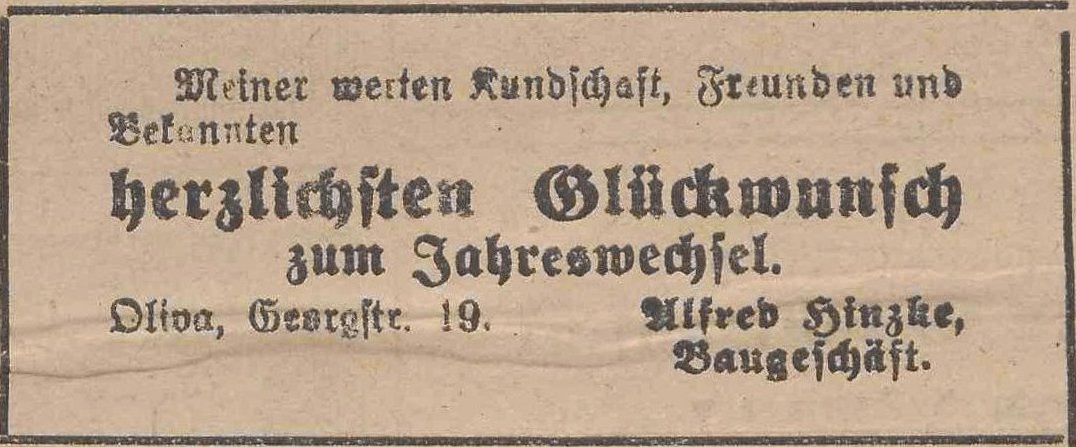 Meiner werten Kundschaft, Freunden und
Bekannten
herzlichsten Glückwunsch
zum Jahreswechsel.
Oliva, Georgstr. 19.
Alfred Hinzke,
Baugeschäft.